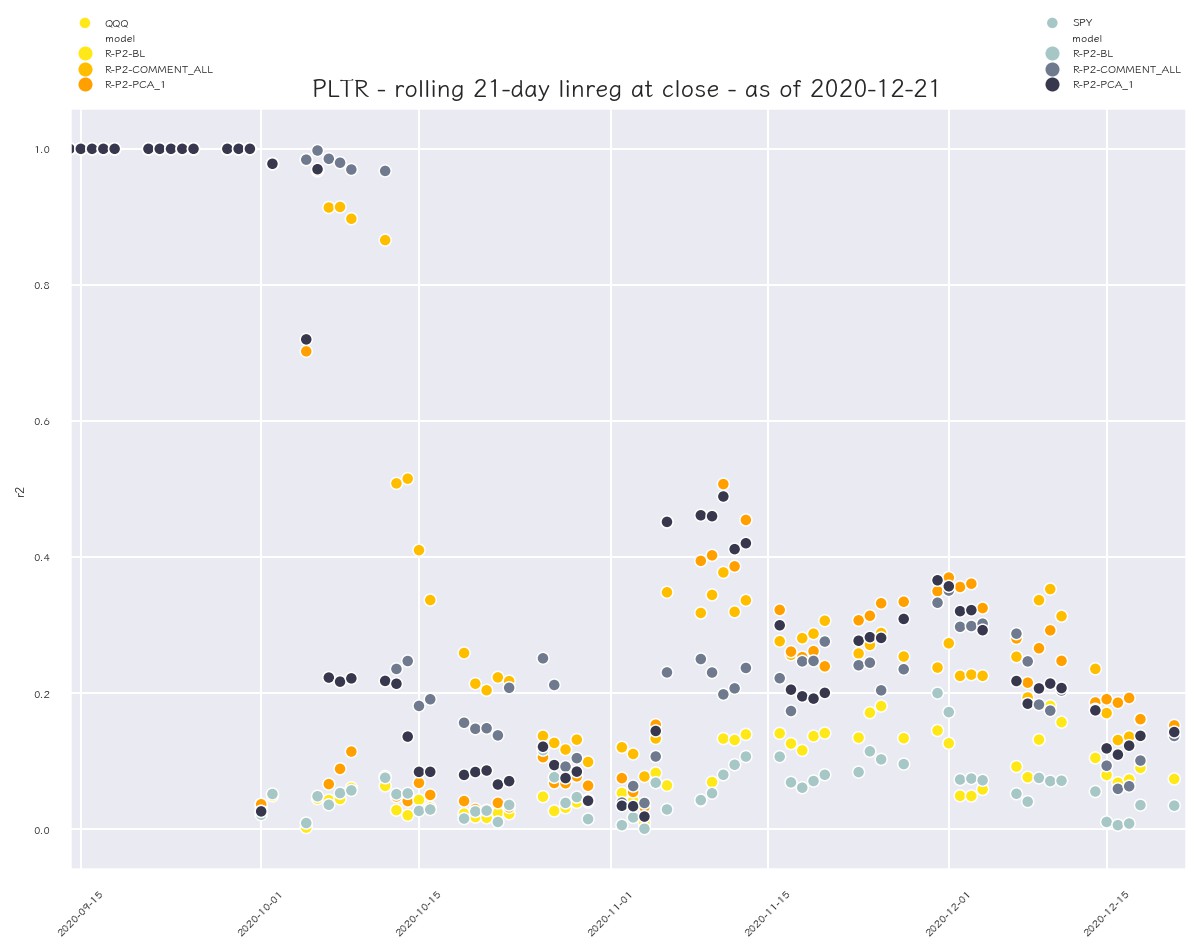 QQQ
model
R-P2-BL
R-P2-COMMENT_ALL
R-P2-PCA_1
SPY
model
R-P2-BL
R-P2-COMMENT_ALL
R-P2-PCA_1
PLTR - rolling 21-day linreg at close - as of 2020-12-21
1.0
0.8
0.6
0.4
0.2
0.0
r2
2020-09-15
2020-10-01
2020-10-15
2020-11-01
2020-11-15
2020-12-01
2020-12-15